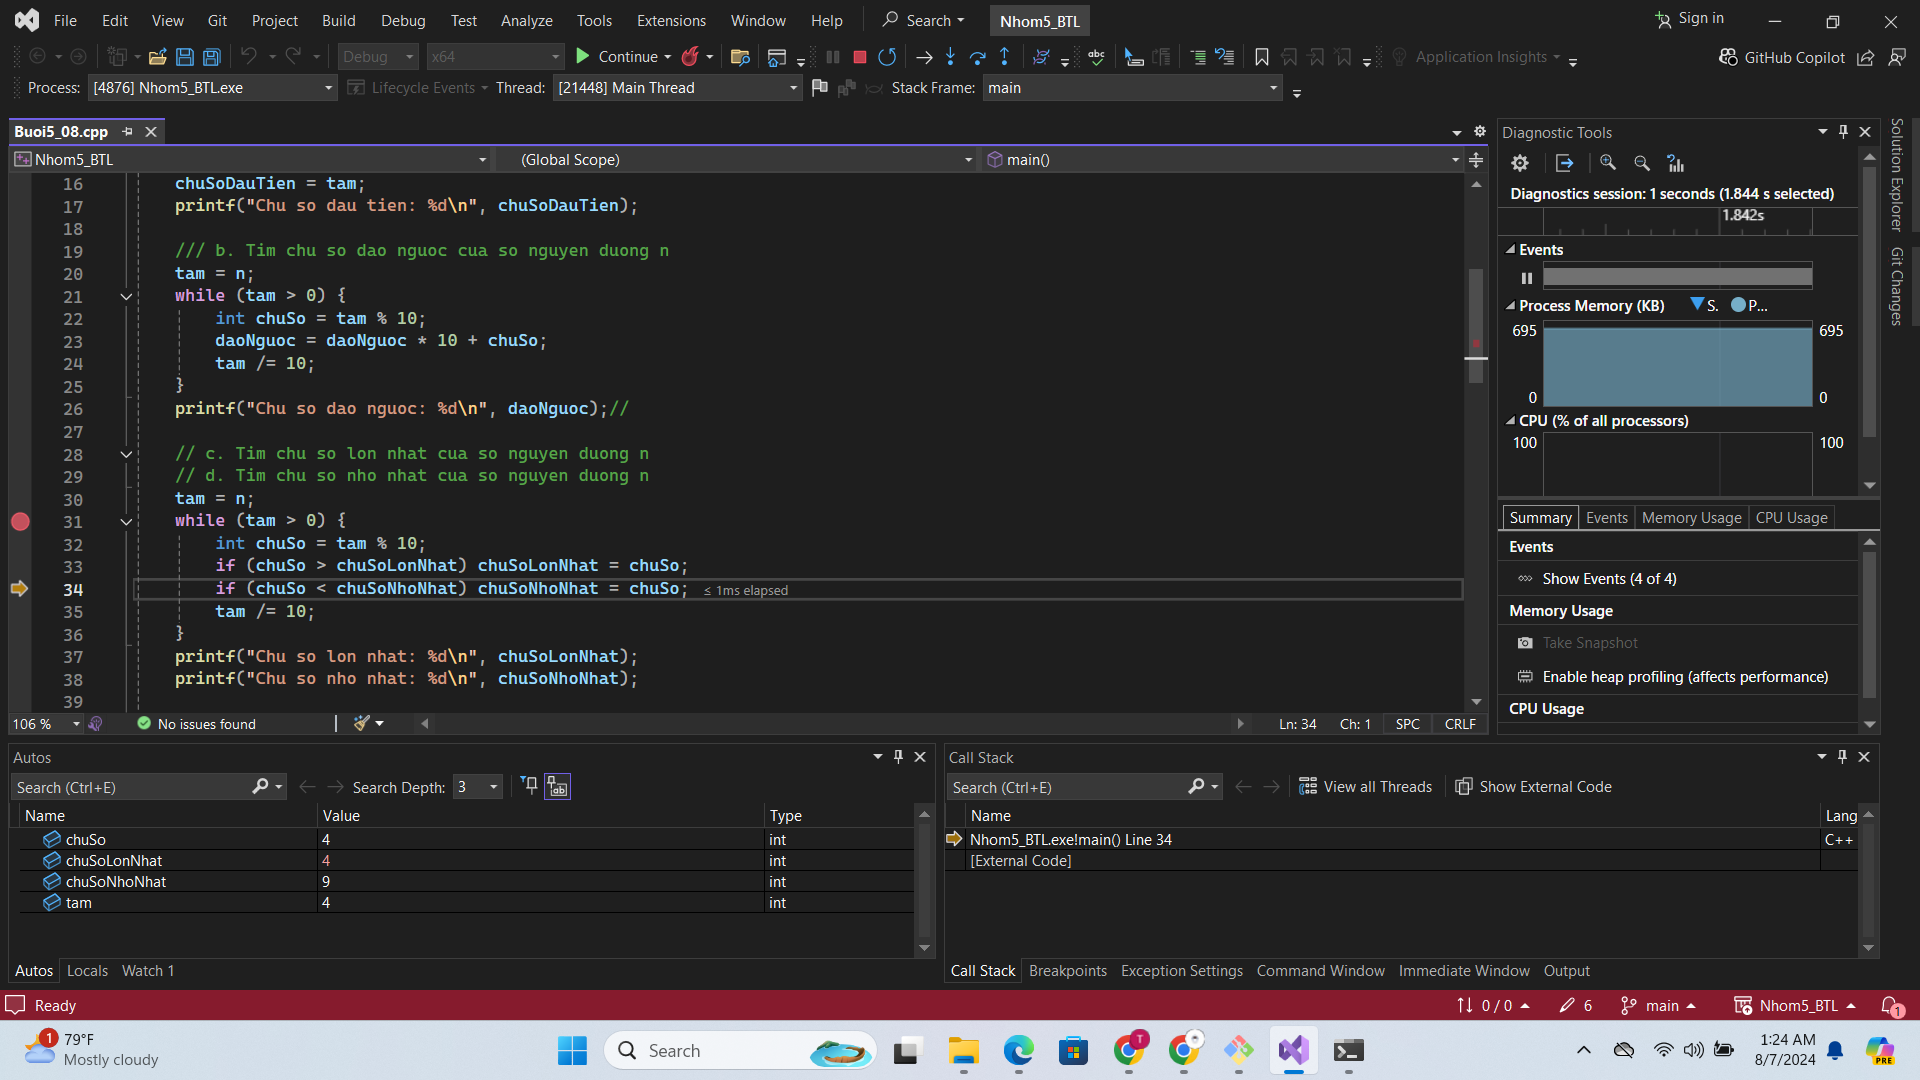 File Edit View Git Project Build Debug Test Analyze Tools Extensions Window Help Search Nhom5_BTL Sign in
Debug x64 Continue Application Insights GitHub Copilot
Process: [4876] Nhom5_BTL.exe Lifecycle Events Thread: [21448] Main Thread Stack Frame: main
Buoi5_08.cpp
Nhom5_BTL (Global Scope) main()
16 chuSoDauTien = tam;
17 printf("Chu so dau tien: %d\n", chuSoDauTien);
18
19 /// b. Tim chu so dao nguoc cua so nguyen duong n
20 tam = n;
21 while (tam > 0) {
22 int chuSo = tam % 10;
23 daoNguoc = daoNguoc * 10 + chuSo;
24 tam /= 10;
25 }
26 printf("Chu so dao nguoc: %d\n", daoNguoc);//
27
28 // c. Tim chu so lon nhat cua so nguyen duong n
29 // d. Tim chu so nho nhat cua so nguyen duong n
30 tam = n;
31 while (tam > 0) {
32 int chuSo = tam % 10;
33 if (chuSo > chuSoLonNhat) chuSoLonNhat = chuSo;
34 if (chuSo < chuSoNhoNhat) chuSoNhoNhat = chuSo; ≤ 1ms elapsed
35 tam /= 10;
36 }
37 printf("Chu so lon nhat: %d\n", chuSoLonNhat);
38 printf("Chu so nho nhat: %d\n", chuSoNhoNhat);
39
106 % No issues found Ln: 34 Ch: 1 SPC CRLF
Diagnostic Tools
Diagnostics session: 1 seconds (1.844 s selected)
1.842s
Events
Process Memory (KB) S. P...
695 695
0 0
CPU (% of all processors)
100 100
Summary Events Memory Usage CPU Usage
Events
Show Events (4 of 4)
Memory Usage
Take Snapshot
Enable heap profiling (affects performance)
CPU Usage
Solution Explorer
Git Changes
Autos
Search (Ctrl+E) Search Depth: 3
Name Value Type
chuSo 4 int
chuSoLonNhat 4 int
chuSoNhoNhat 9 int
tam 4 int
Autos Locals Watch 1
Call Stack
Search (Ctrl+E) View all Threads Show External Code
Name Lang
Nhom5_BTL.exe!main() Line 34 C++
[External Code]
Call Stack Breakpoints Exception Settings Command Window Immediate Window Output
Ready 0 / 0 6 main Nhom5_BTL 1
1 79°F
Mostly cloudy
Search
T
1:24 AM
8/7/2024
PRE